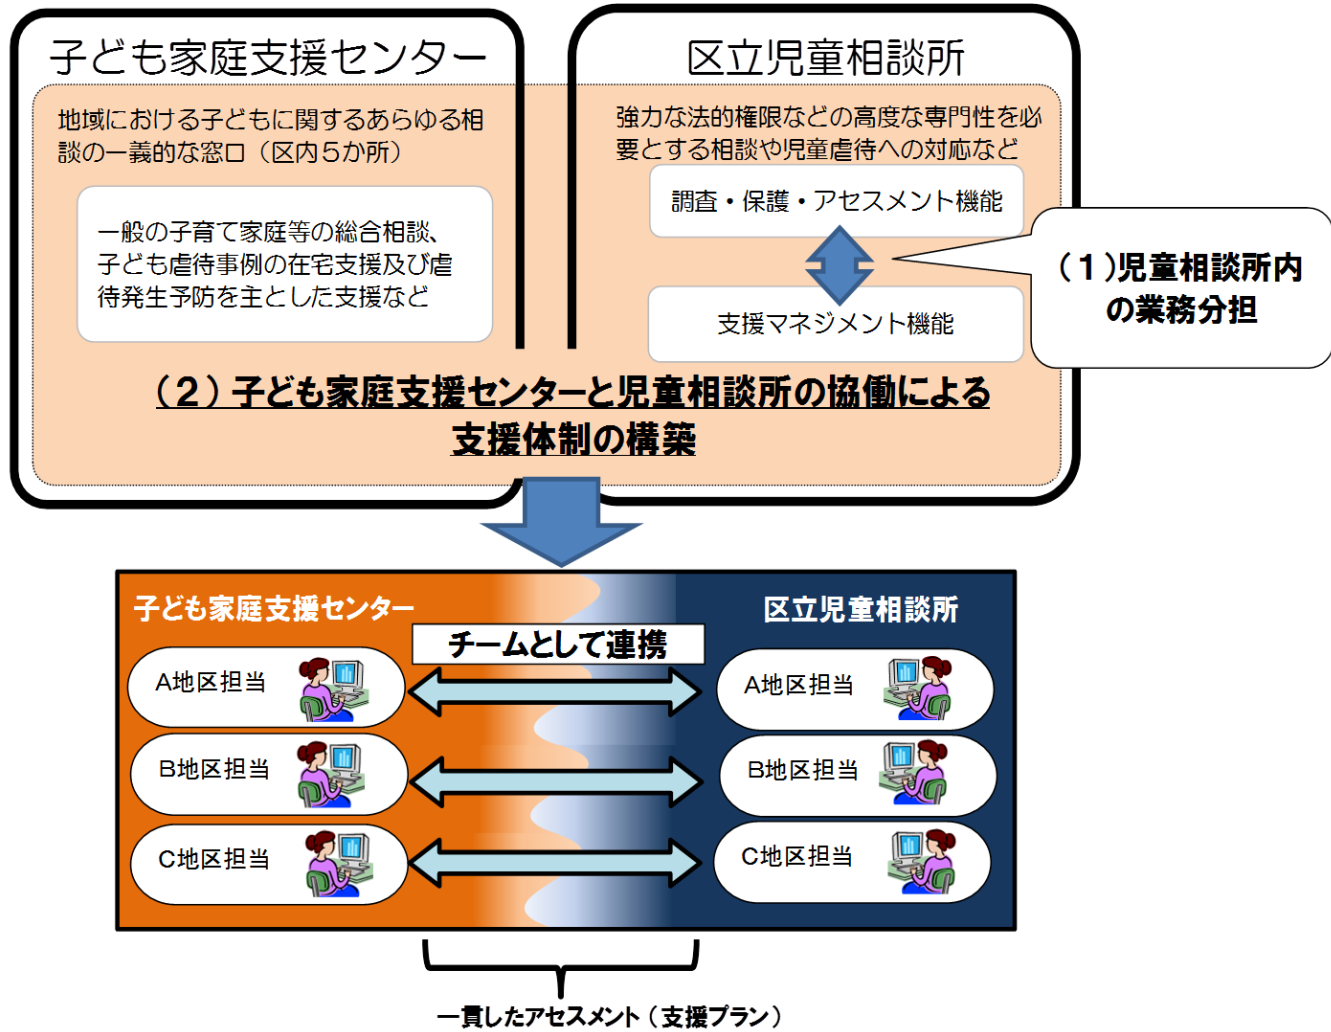 子ども家庭支援センター
地域における子どもに関するあらゆる相
談の一義的な窓口（区内５か所）
一般の子育て家庭等の総合相談、
子ども虐待事例の在宅支援及び虐
待発生予防を主とした支援など
区立児童相談所
強力な法的権限などの高度な専門性を必
要とする相談や児童虐待への対応など
調査・保護・アセスメント機能
支援マネジメント機能
（１）児童相談所内
の業務分担
（２）子ども家庭支援センターと児童相談所の協働による
支援体制の構築
子ども家庭支援センター
区立児童相談所
チームとして連携
A地区担当
A地区担当
B地区担当
B地区担当
C地区担当
C地区担当
一貫したアセスメント（支援プラン）